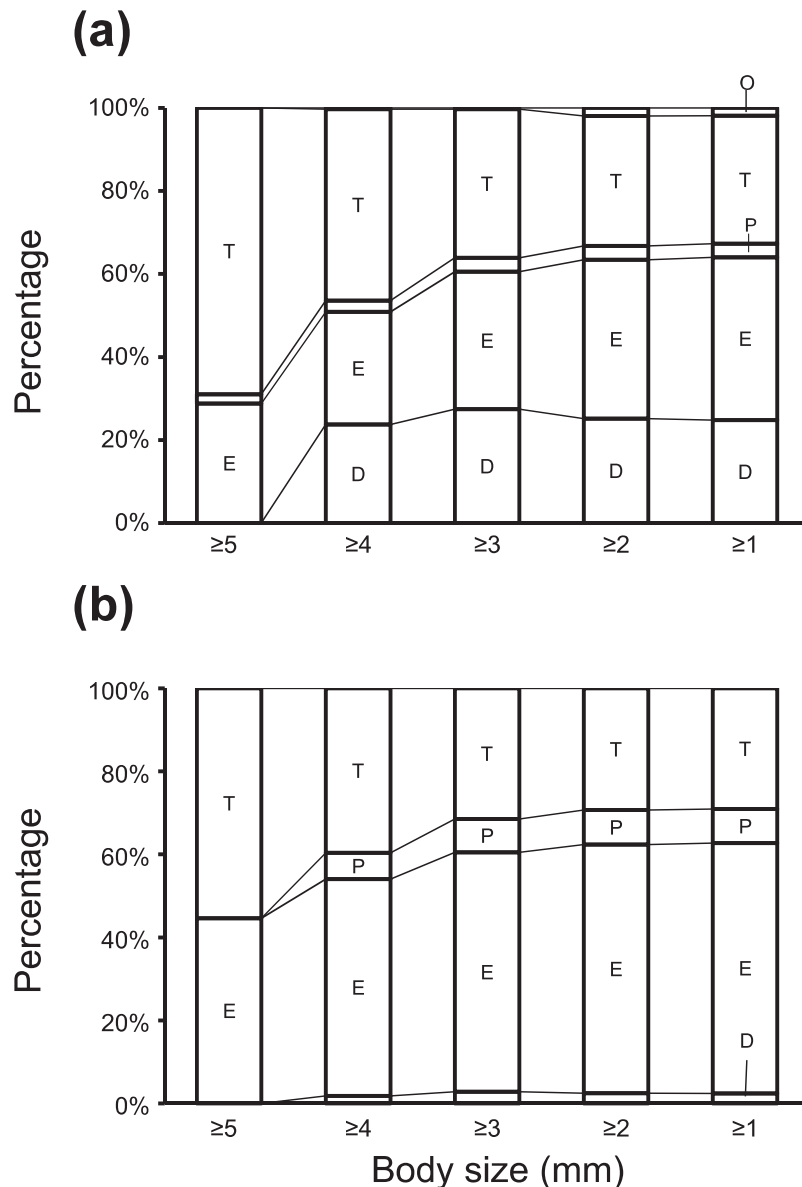 (a)
O
100%
T T T T T
80%
P
60%
E E E E E
40%
20%
D D D D
0%
≥5 ≥4 ≥3 ≥2 ≥1
Percentage
(b)
100%
T T T T T
80%
P P P P
60%
E E E E E
40%
20%
D
0%
≥5 ≥4 ≥3 ≥2 ≥1
Percentage
Body size (mm)